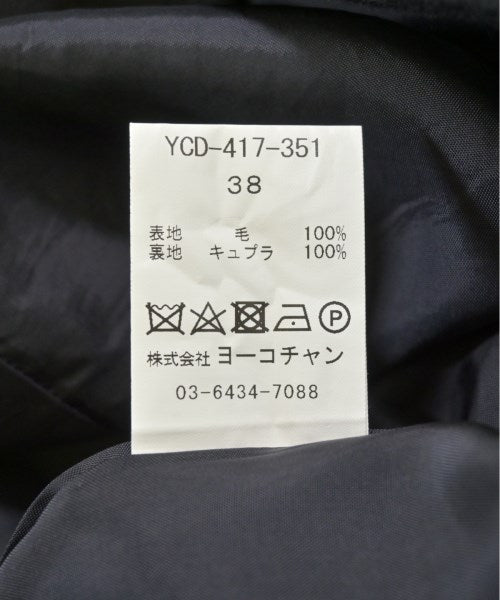 YCD-417-351
38
表地 毛 100%
裏地 キュプラ 100%
P
株式会社 ヨーコチャン
03-6434-7088